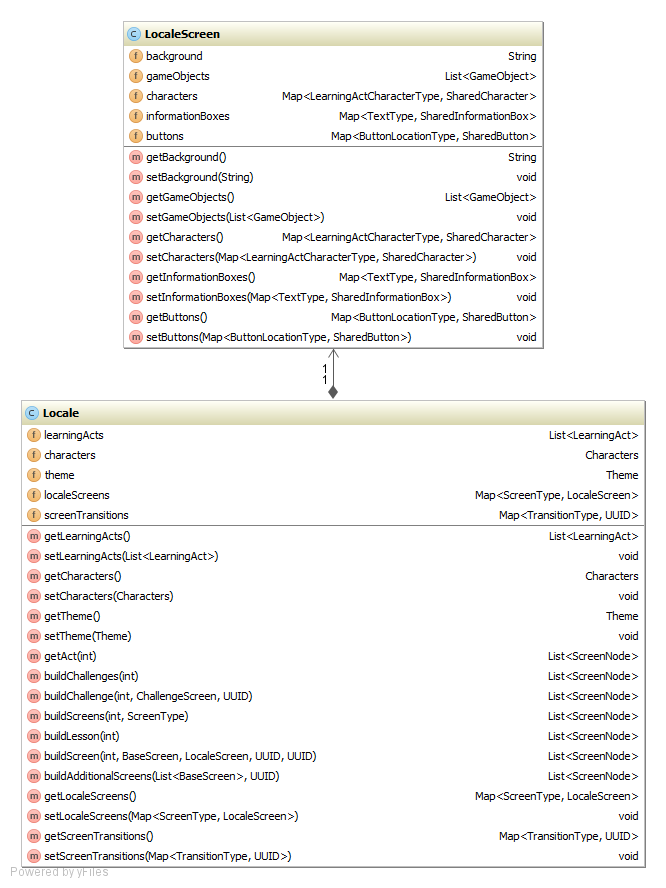 C LocaleScreen
f background String
f gameObjects List<GameObject>
f characters Map<LearningActCharacterType, SharedCharacter>
f informationBoxes Map<TextType, SharedInformationBox>
f buttons Map<ButtonLocationType, SharedButton>
m getBackground() String
m setBackground(String) void
m getGameObjects() List<GameObject>
m setGameObjects(List<GameObject>) void
m getCharacters() Map<LearningActCharacterType, SharedCharacter>
m setCharacters(Map<LearningActCharacterType, SharedCharacter>) void
m getInformationBoxes() Map<TextType, SharedInformationBox>
m setInformationBoxes(Map<TextType, SharedInformationBox>) void
m getButtons() Map<ButtonLocationType, SharedButton>
m setButtons(Map<ButtonLocationType, SharedButton>) void
1
1
C Locale
f learningActs List<LearningAct>
f characters Characters
f theme Theme
f localeScreens Map<ScreenType, LocaleScreen>
f screenTransitions Map<TransitionType, UUID>
m getLearningActs() List<LearningAct>
m setLearningActs(List<LearningAct>) void
m getCharacters() Characters
m setCharacters(Characters) void
m getTheme() Theme
m setTheme(Theme) void
m getAct(int) List<ScreenNode>
m buildChallenges(int) List<ScreenNode>
m buildChallenge(int, ChallengeScreen, UUID) List<ScreenNode>
m buildScreens(int, ScreenType) List<ScreenNode>
m buildLesson(int) List<ScreenNode>
m buildScreen(int, BaseScreen, LocaleScreen, UUID, UUID) List<ScreenNode>
m buildAdditionalScreens(List<BaseScreen>, UUID) List<ScreenNode>
m getLocaleScreens() Map<ScreenType, LocaleScreen>
m setLocaleScreens(Map<ScreenType, LocaleScreen>) void
m getScreenTransitions() Map<TransitionType, UUID>
m setScreenTransitions(Map<TransitionType, UUID>) void
Powered by yFiles